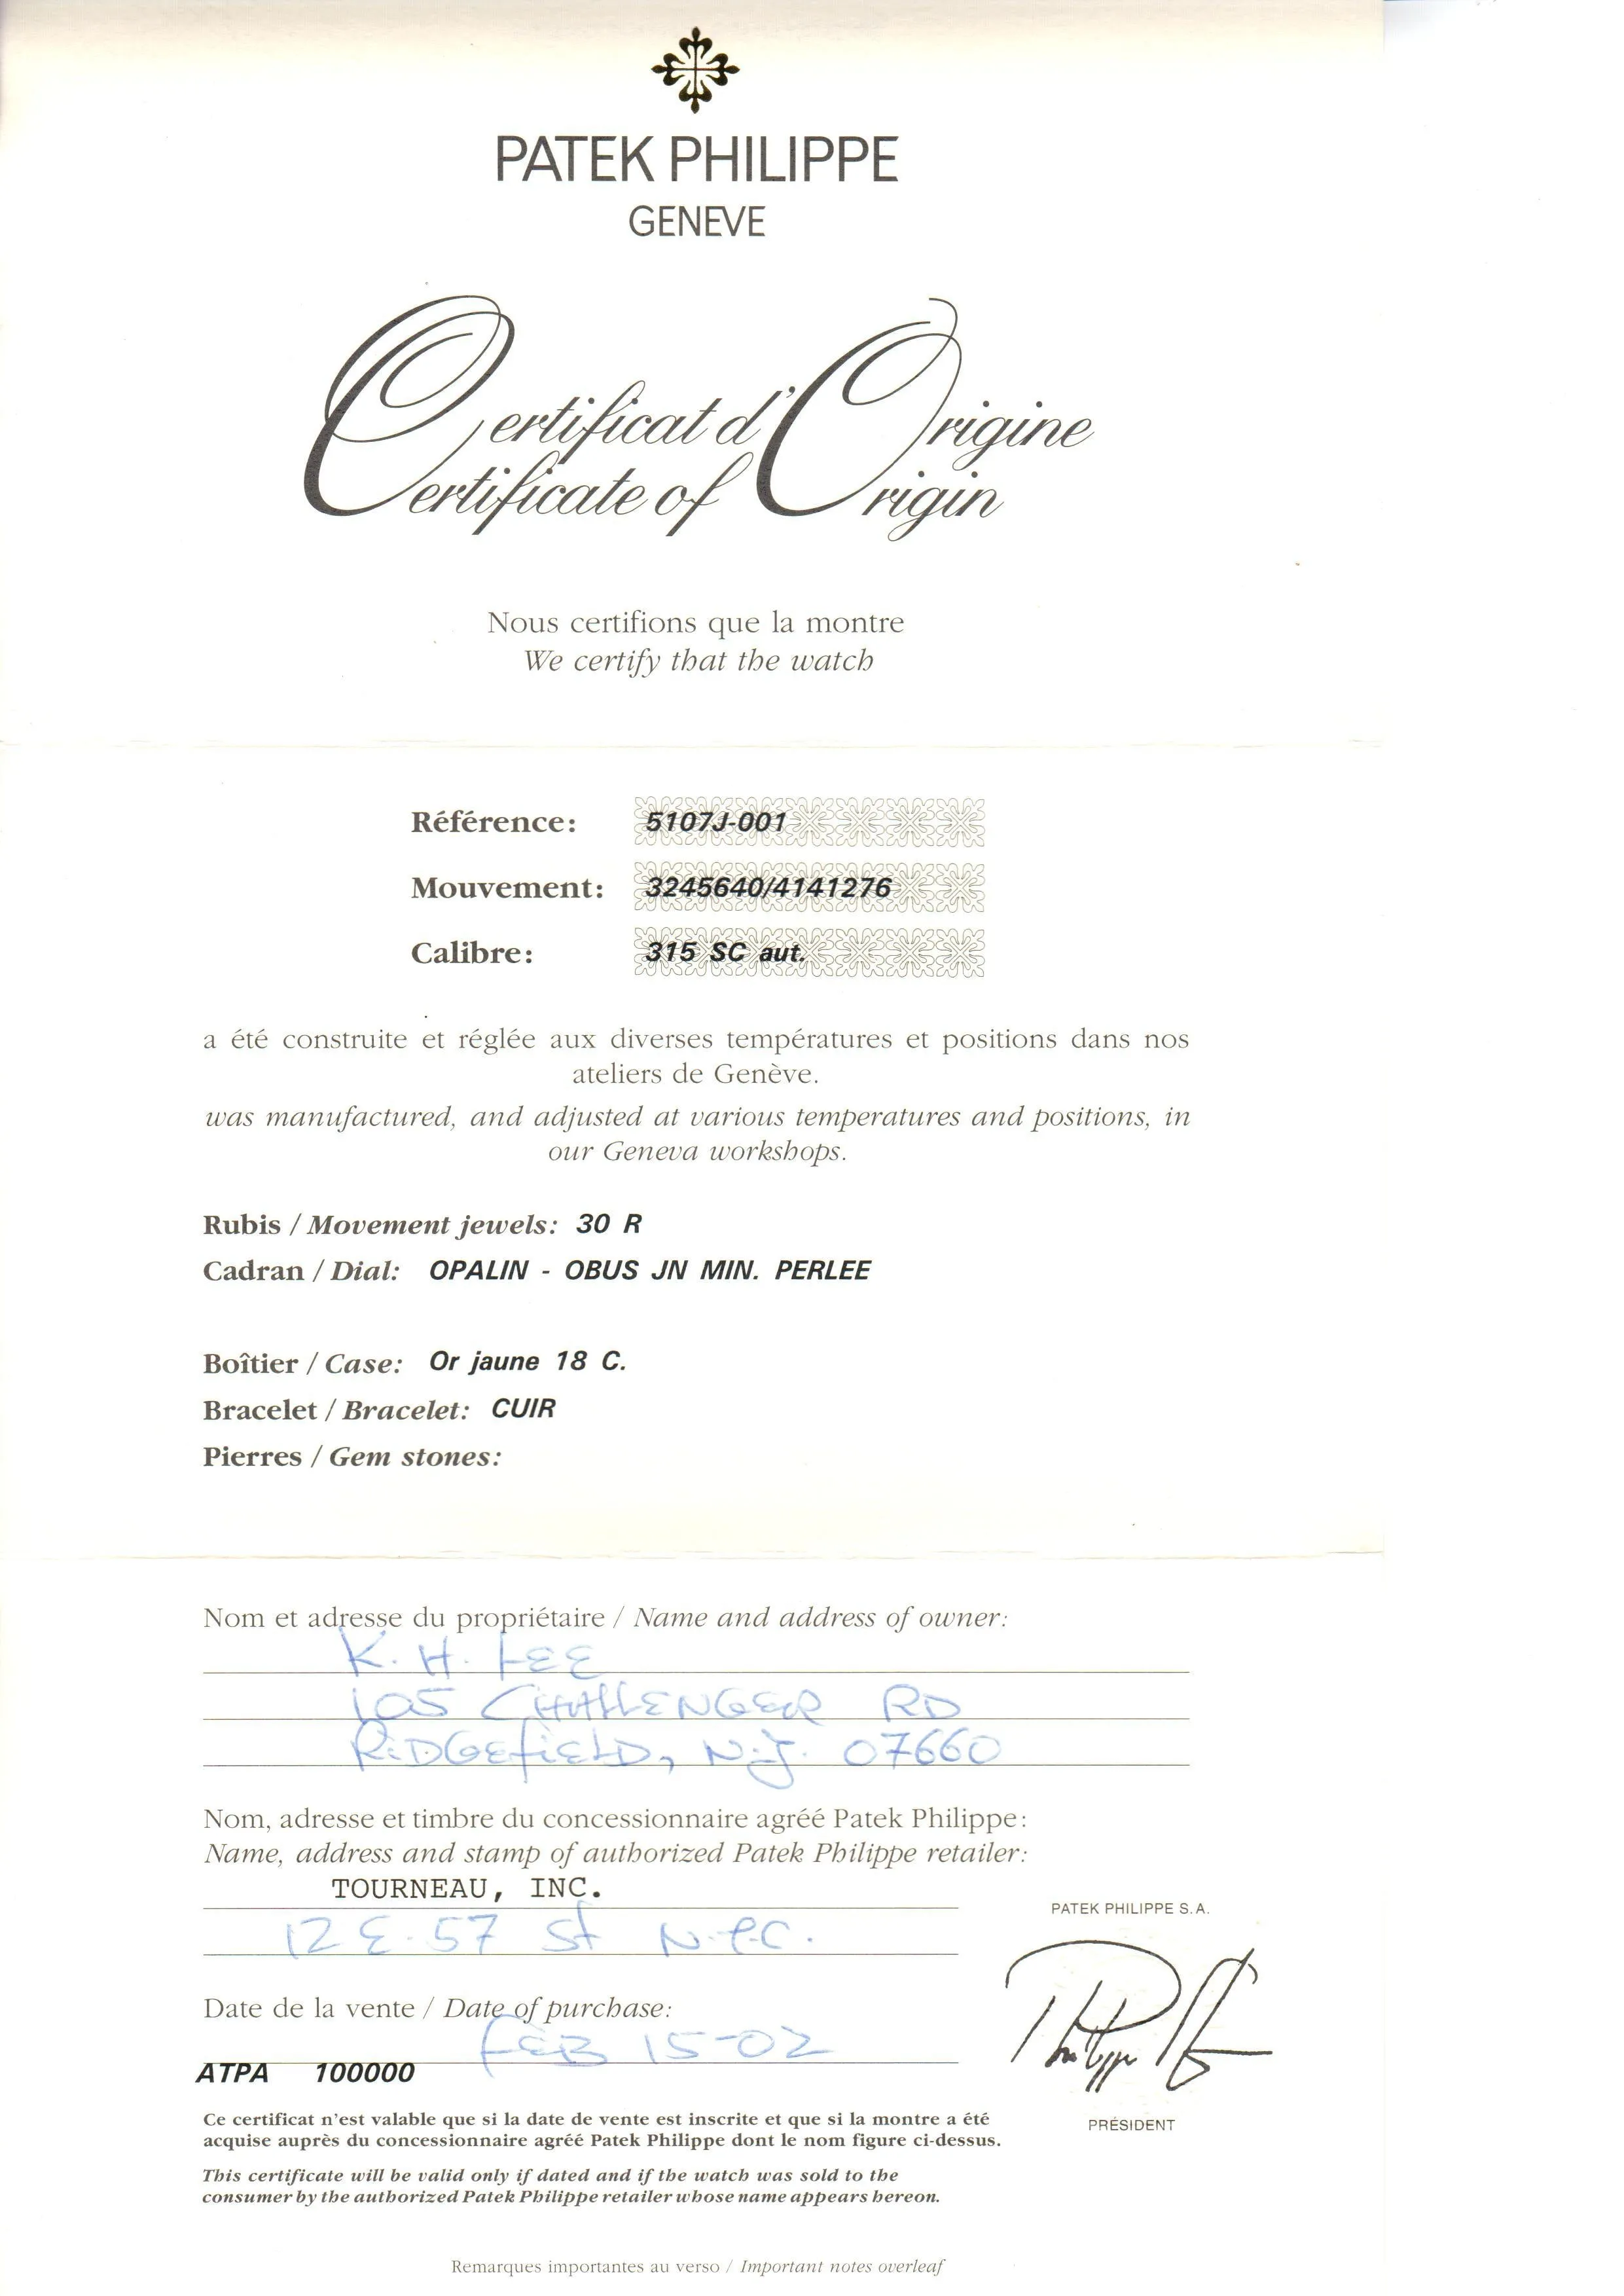 PATEK PHILIPPE
GENEVE
Certificat d'Origine
Certificate of Origin
Nous certifions que la montre
We certify that the watch
Référence: 5107J-001
Mouvement: 3245640/4141276
Calibre: 315 SC aut.
a été construite et réglée aux diverses températures et positions dans nos
ateliers de Genève.
was manufactured, and adjusted at various temperatures and positions, in
our Geneva workshops.
Rubis / Movement jewels: 30 R
Cadran / Dial: OPALIN - OBUS JN MIN. PERLEE
Boîtier / Case: Or jaune 18 C.
Bracelet / Bracelet: CUIR
Pierres / Gem stones:
Nom et adresse du propriétaire / Name and address of owner:
K. H. LEE
105 CHALLENGER RD
RIDGEFIELD, N.J. 07660
Nom, adresse et timbre du concessionnaire agréé Patek Philippe:
Name, address and stamp of authorized Patek Philippe retailer:
TOURNEAU, INC.
12 E. 57 St N.Y.C.
PATEK PHILIPPE S.A.
Date de la vente / Date of purchase:
FEB 15-02
ATPA 100000
PRÉSIDENT
Ce certificat n'est valable que si la date de vente est inscrite et que si la montre a été
acquise auprès du concessionnaire agréé Patek Philippe dont le nom figure ci-dessus.
This certificate will be valid only if dated and if the watch was sold to the
consumer by the authorized Patek Philippe retailer whose name appears hereon.
Remarques importantes au verso / Important notes overleaf